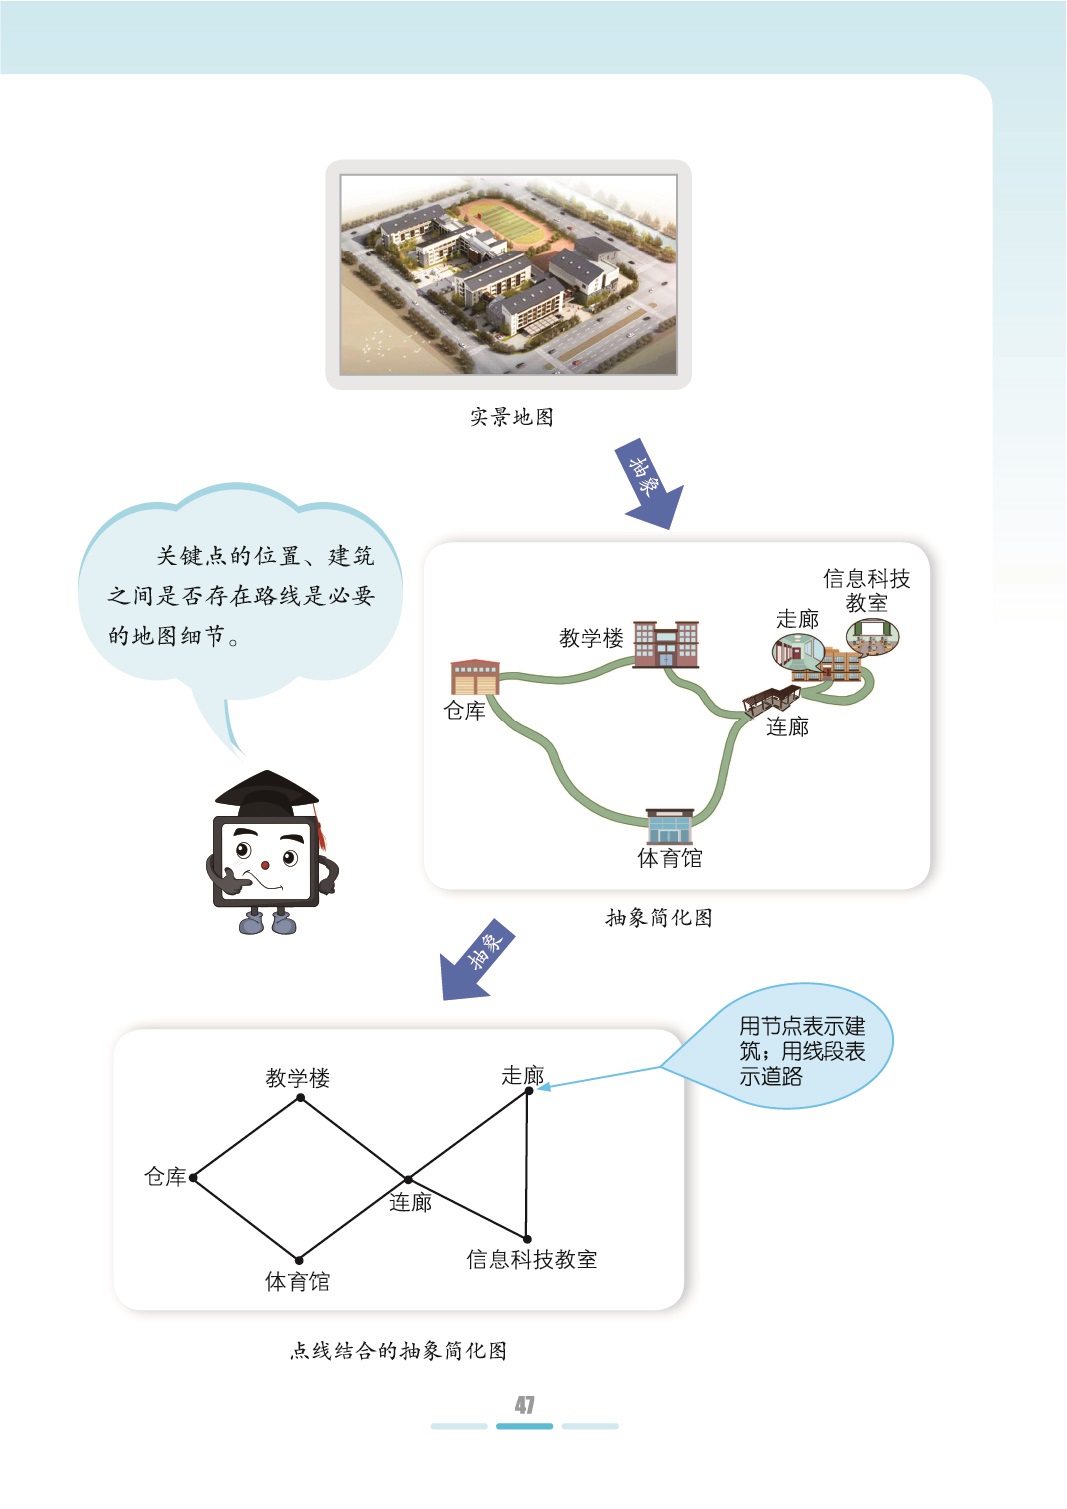 实景地图
抽象
关键点的位置、建筑
之间是否存在路线是必要
的地图细节。
信息科技
教室
走廊
教学楼
仓库
连廊
体育馆
抽象简化图
抽象
用节点表示建
筑；用线段表
示道路
教学楼
走廊
仓库
连廊
信息科技教室
体育馆
点线结合的抽象简化图
47